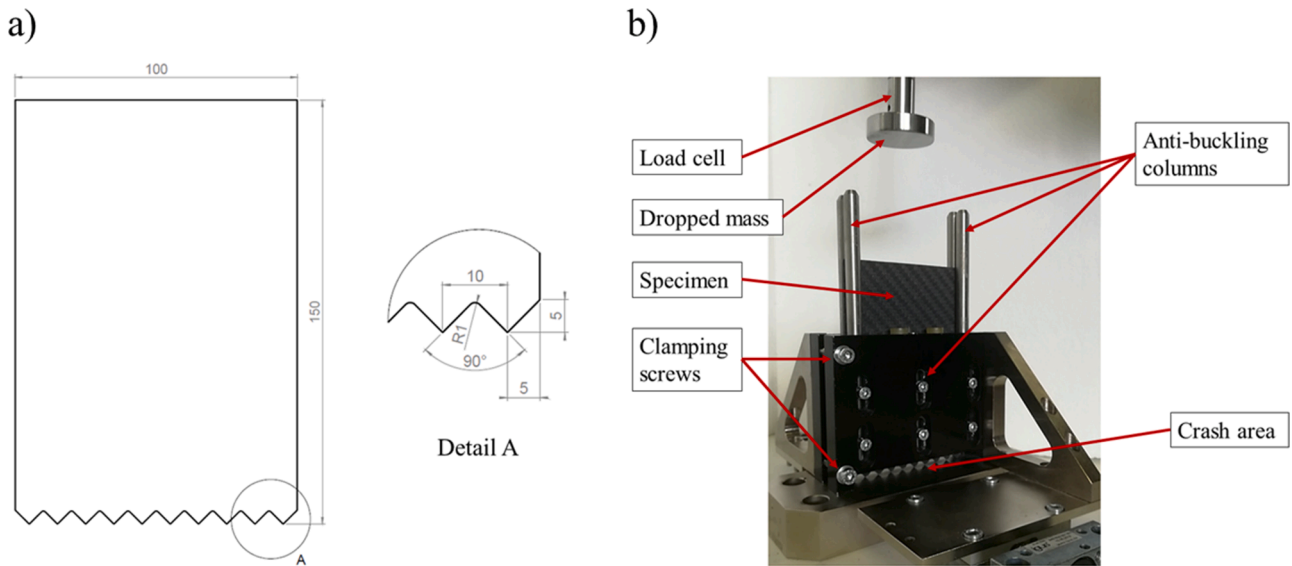 a)
100
150
A
10
R1
90°
5
5
Detail A
b)
Load cell
Dropped mass
Specimen
Clamping
screws
Anti-buckling
columns
Crash area